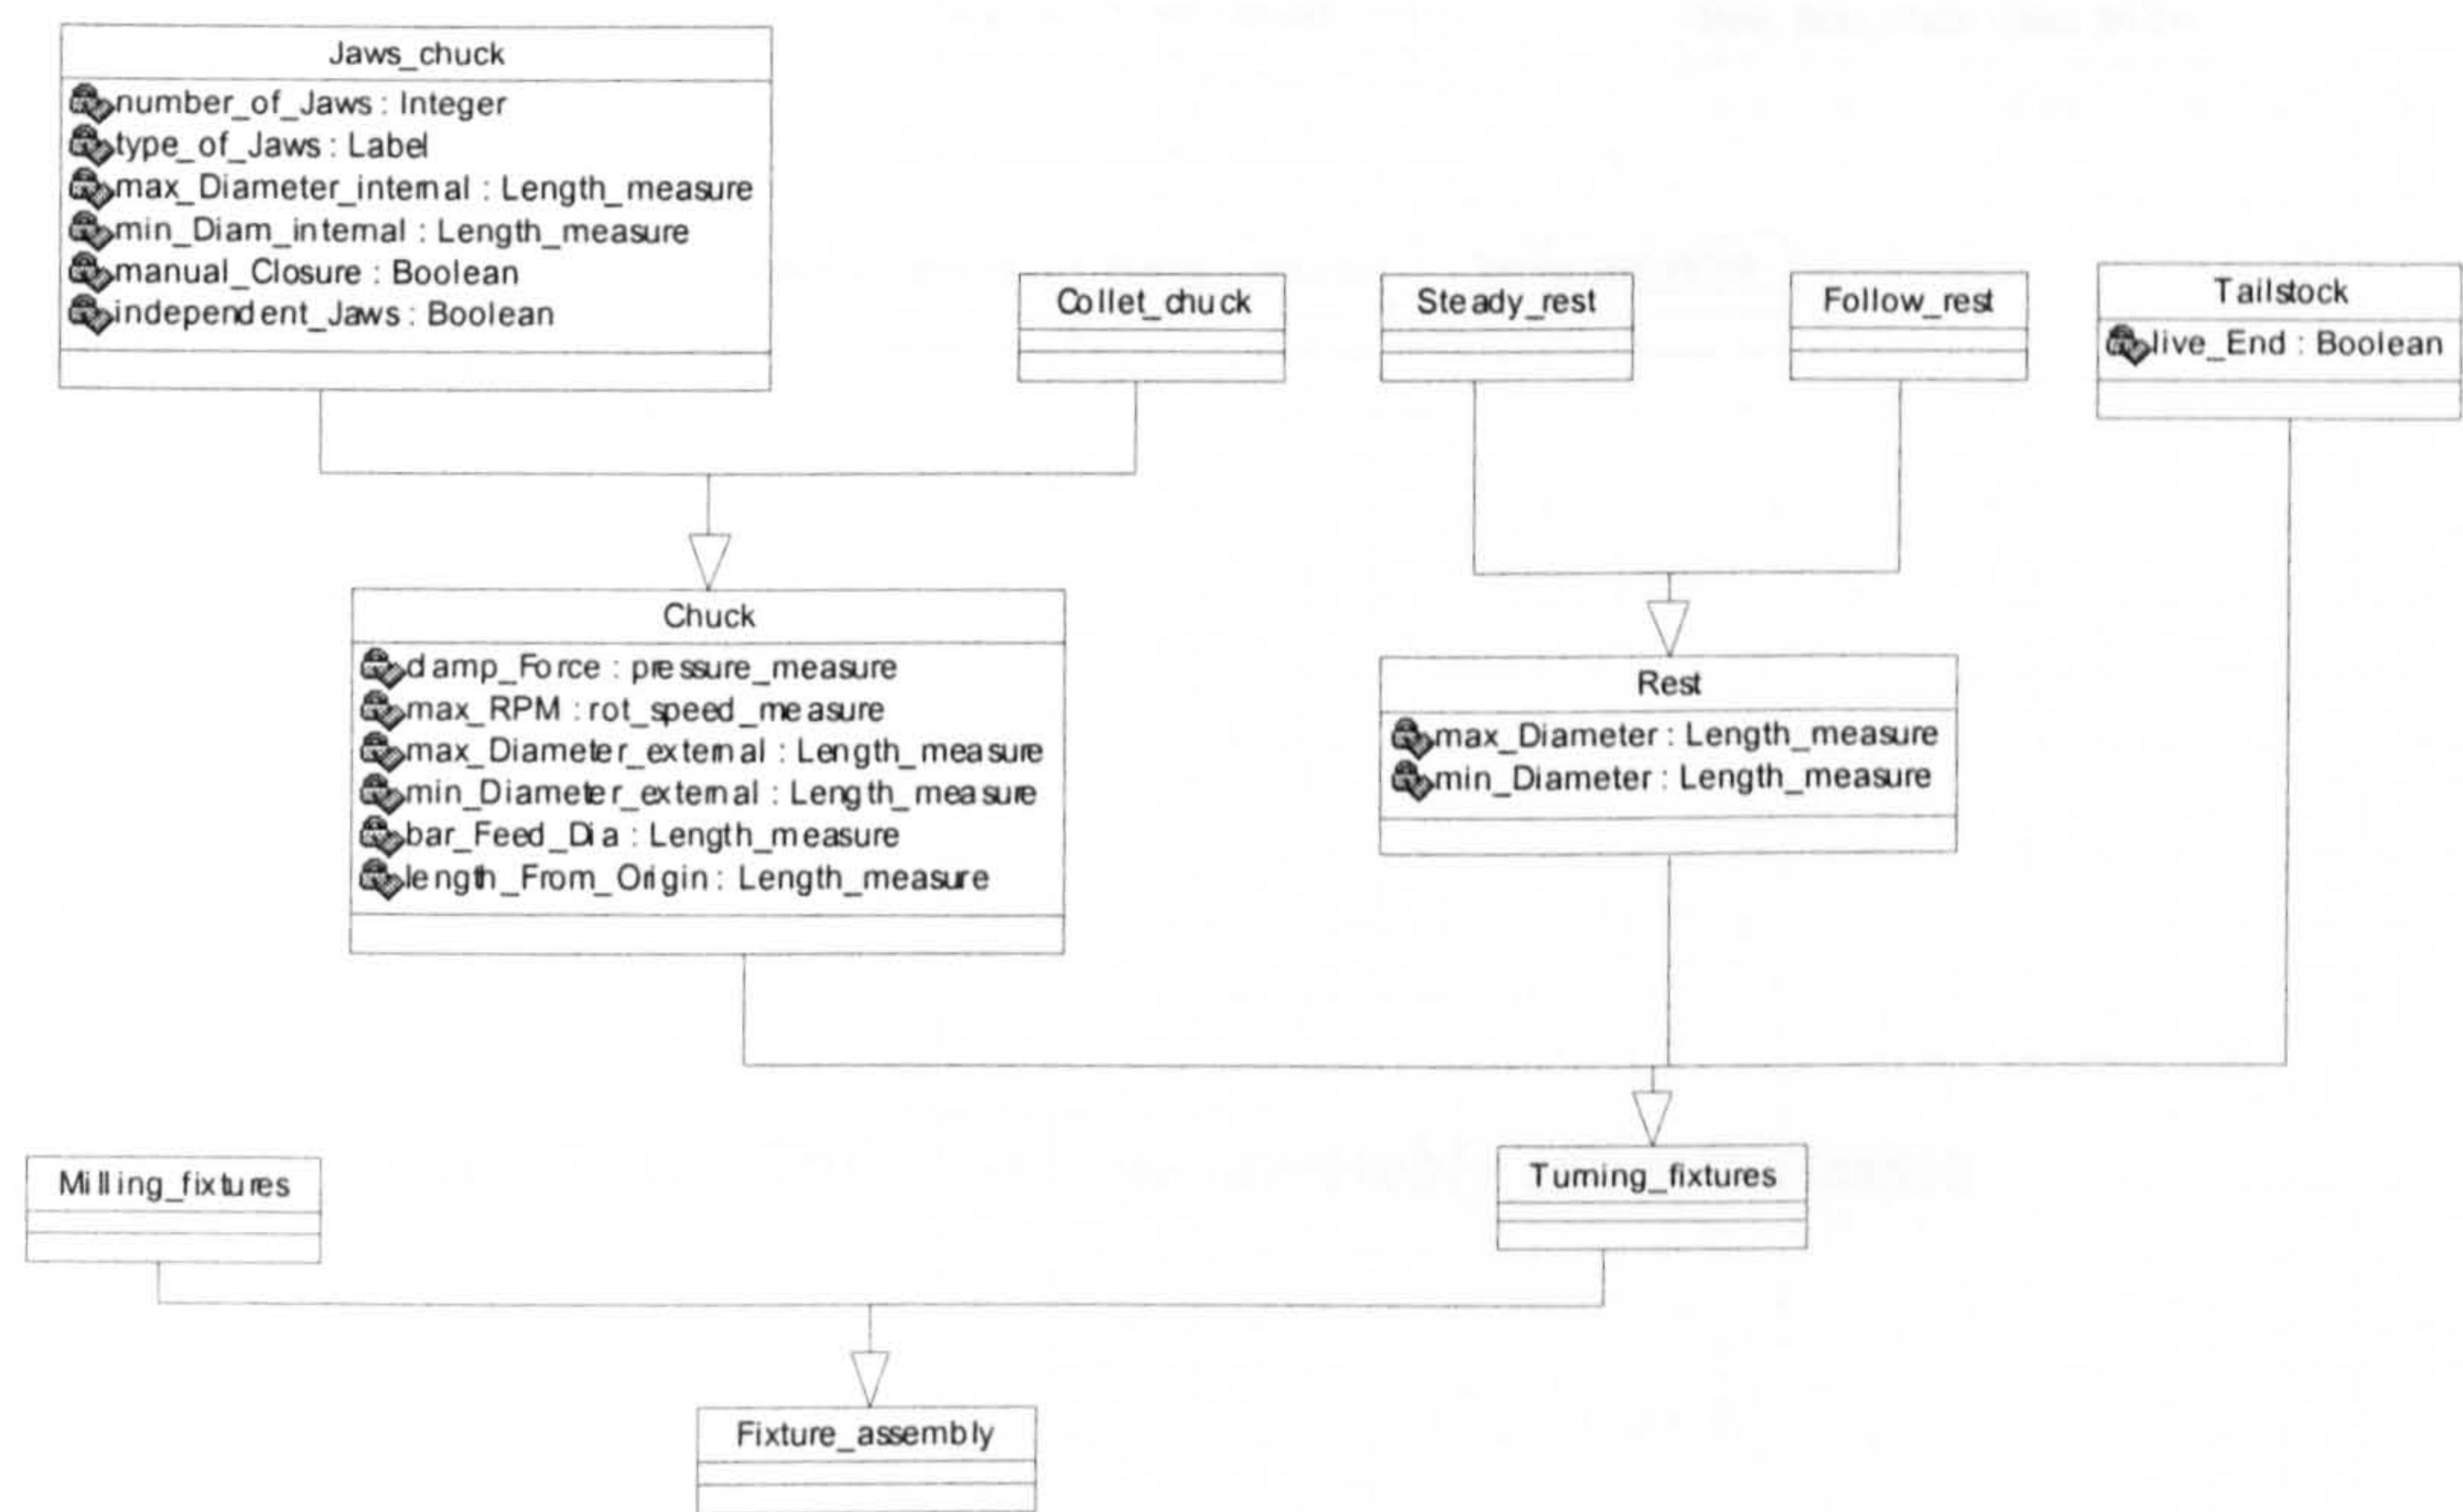 Jaws_chuck
number_of_Jaws : Integer
type_of_Jaws : Label
max_Diameter_internal : Length_measure
min_Diam_internal : Length_measure
manual_Closure : Boolean
independent_Jaws : Boolean
Collet_chuck
Steady_rest
Follow_rest
Tailstock
live_End : Boolean
Chuck
clamp_Force : pressure_measure
max_RPM : rot_speed_measure
max_Diameter_external : Length_measure
min_Diameter_external : Length_measure
bar_Feed_Dia : Length_measure
length_From_Origin : Length_measure
Rest
max_Diameter : Length_measure
min_Diameter : Length_measure
Milling_fixtures
Turning_fixtures
Fixture_assembly